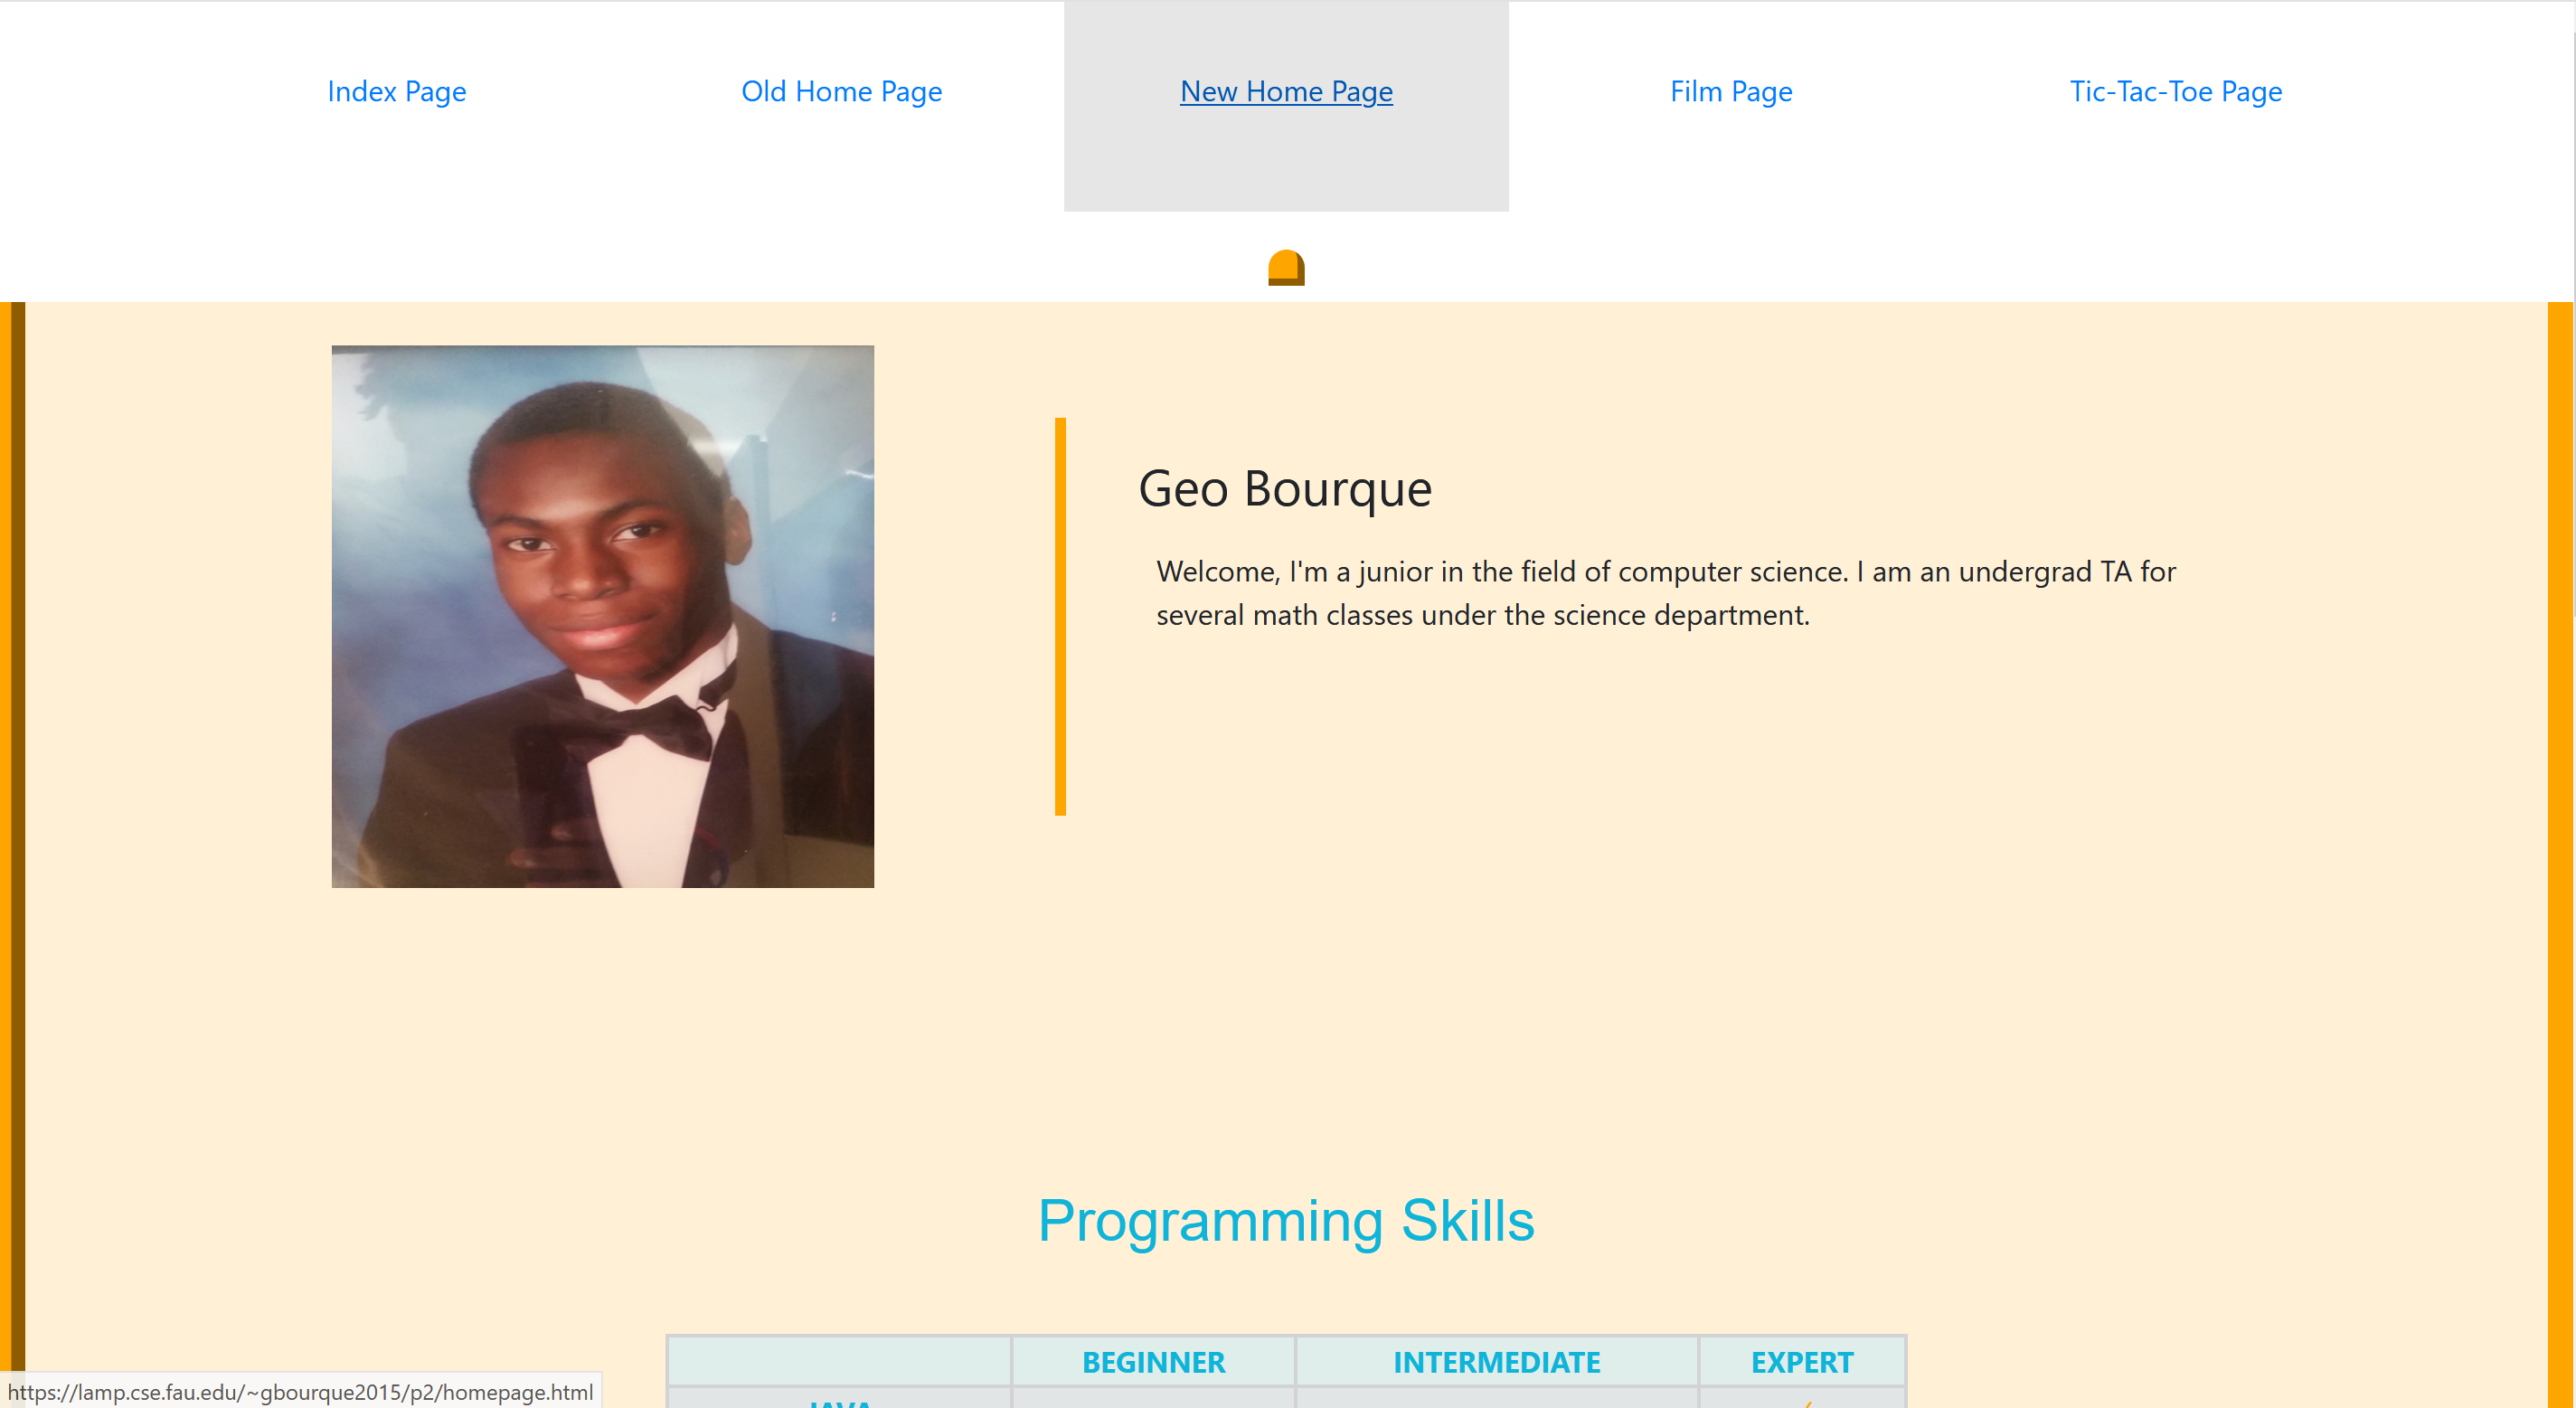 Index Page
Old Home Page
New Home Page
Film Page
Tic-Tac-Toe Page
Geo Bourque
Welcome, I'm a junior in the field of computer science. I am an undergrad TA for
several math classes under the science department.
Programming Skills
BEGINNER INTERMEDIATE EXPERT
JAVA
https://lamp.cse.fau.edu/~gbourque2015/p2/homepage.html